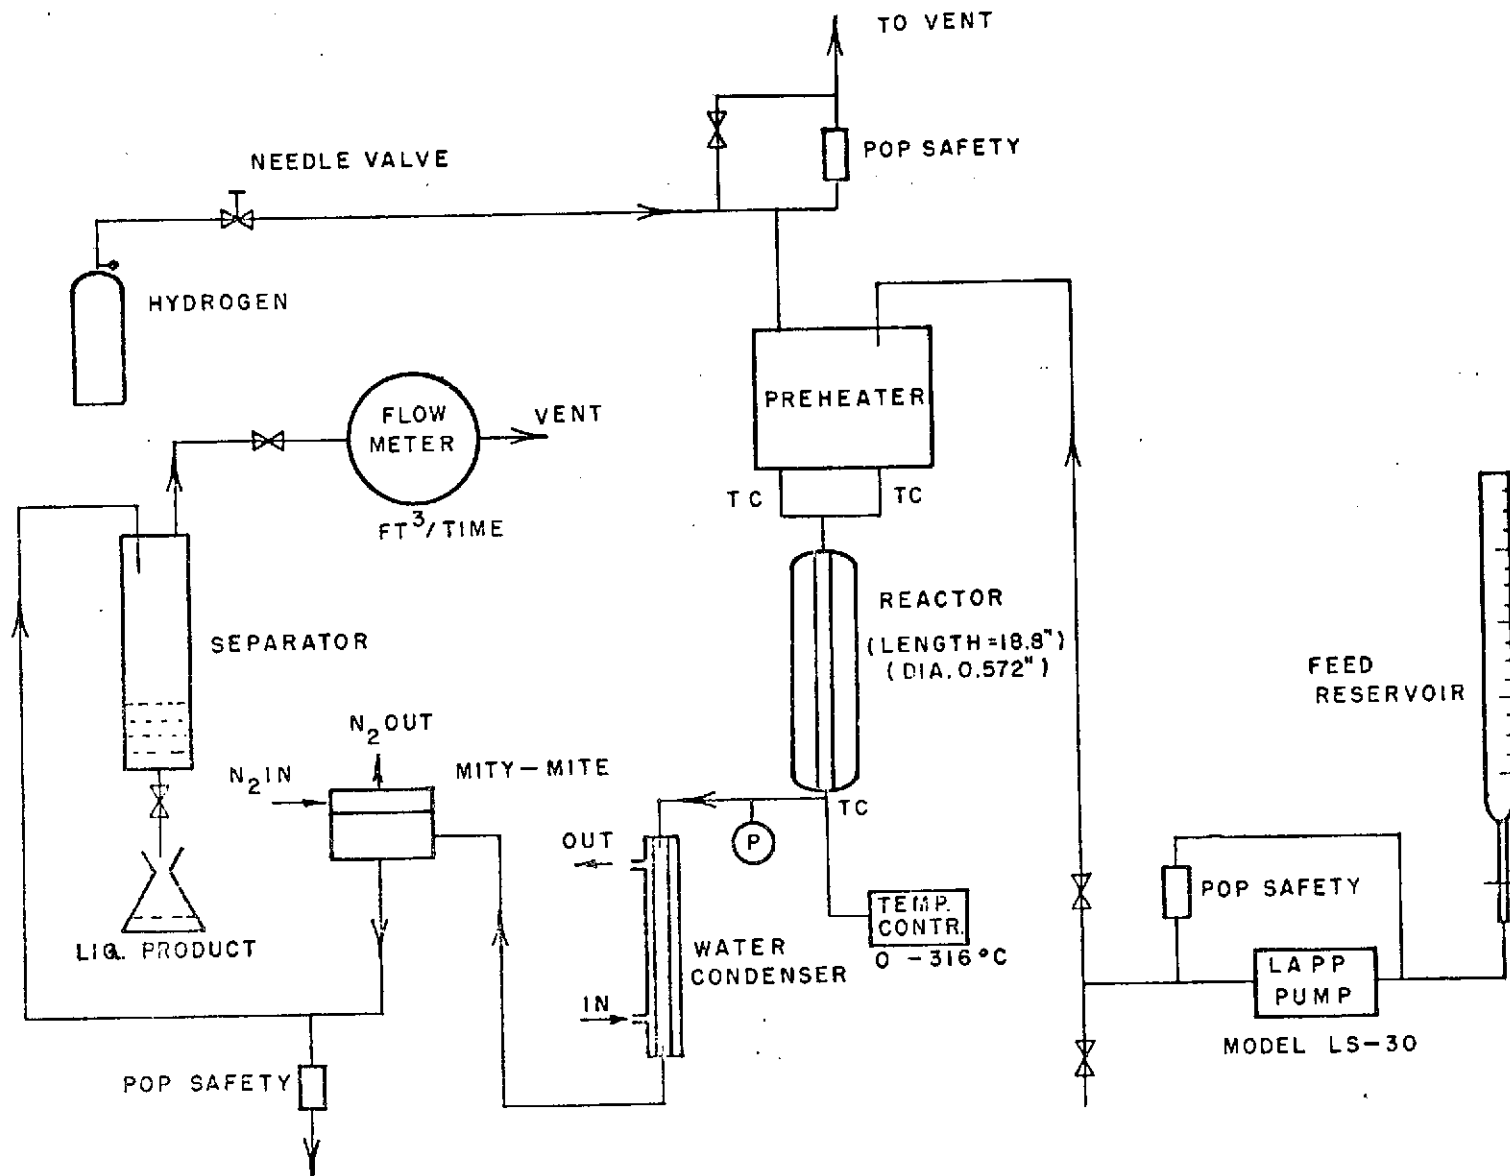 TO VENT
POP SAFETY
NEEDLE VALVE
HYDROGEN
PREHEATER
FLOW
METER
VENT
FT³/TIME
TC
TC
REACTOR
(LENGTH=18.8")
(DIA. 0.572")
SEPARATOR
FEED
RESERVOIR
N₂ OUT
N₂ IN
MITY-MITE
TC
OUT
P
POP SAFETY
TEMP.
CONTR.
0 -316°C
LIQ. PRODUCT
WATER
CONDENSER
LAPP
PUMP
IN
MODEL LS-30
POP SAFETY